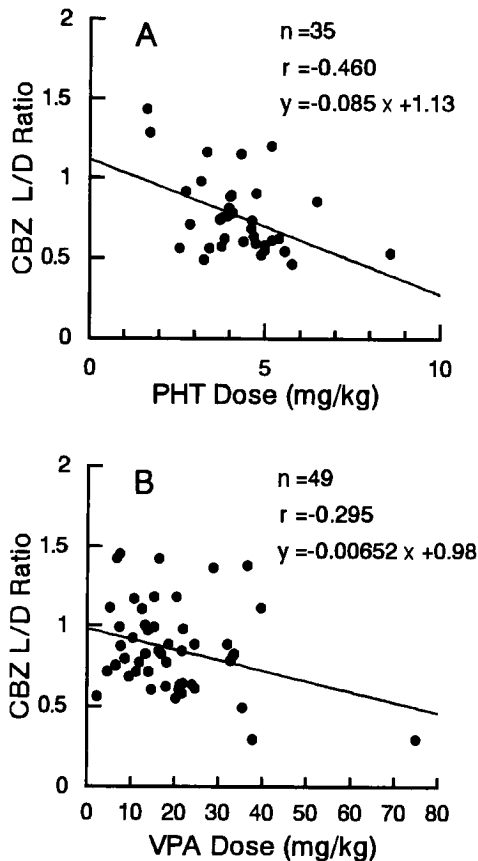 A
n =35
r =-0.460
y =-0.085 x +1.13
CBZ L/D Ratio
2
1.5
1
0.5
0
0 5 10
PHT Dose (mg/kg)
B
n =49
r =-0.295
y =-0.00652 x +0.98
CBZ L/D Ratio
2
1.5
1
0.5
0
0 10 20 30 40 50 60 70 80
VPA Dose (mg/kg)